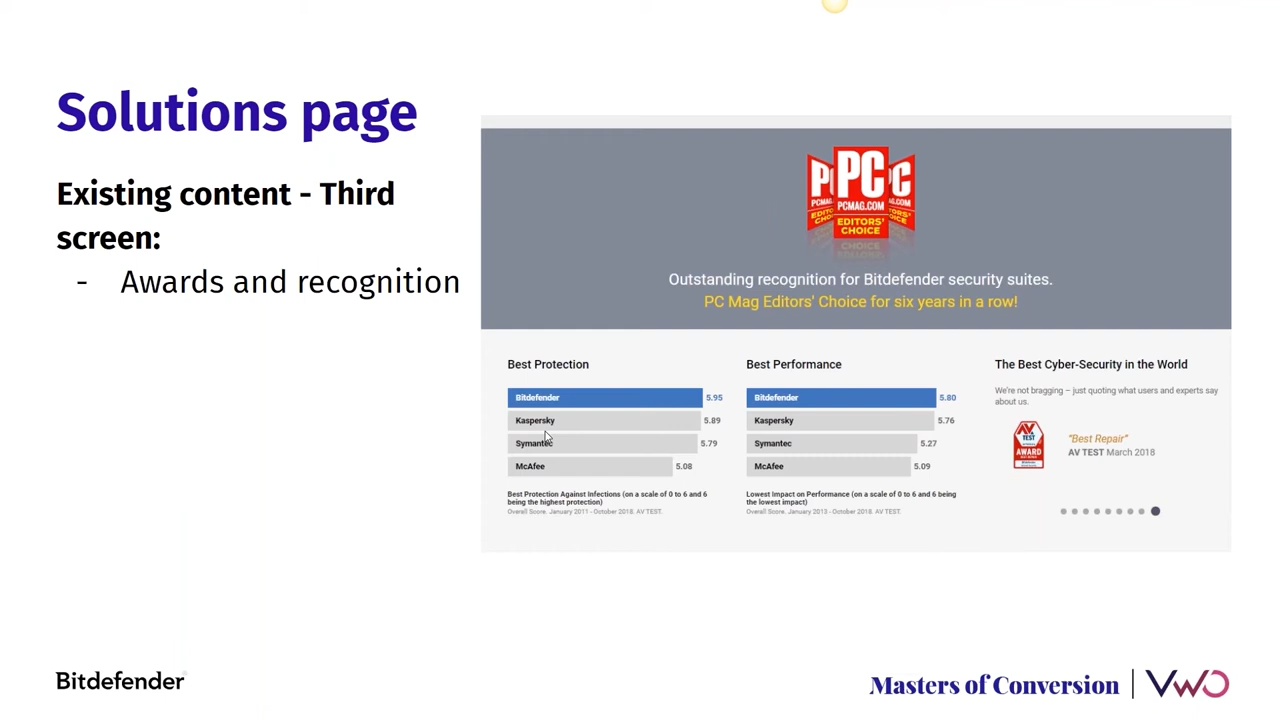 Solutions page
Existing content - Third
screen:
- Awards and recognition
PC
PCMAG.COM
EDITORS'
CHOICE
Outstanding recognition for Bitdefender security suites.
PC Mag Editors' Choice for six years in a row!
Best Protection
Bitdefender 5.95
Kaspersky 5.89
Symantec 5.79
McAfee 5.08
Best Protection Against Infections (on a scale of 0 to 6 and 6
being the highest protection)
Overall Score. January 2011 - October 2018. AV TEST.
Best Performance
Bitdefender 5.80
Kaspersky 5.76
Symantec 5.27
McAfee 5.09
Lowest Impact on Performance (on a scale of 0 to 6 and 6 being
the lowest impact)
Overall Score. January 2013 - October 2018. AV TEST.
The Best Cyber-Security in the World
We're not bragging – just quoting what users and experts say
about us.
AV
TEST
AWARD
"Best Repair"
AV TEST March 2018
Bitdefender
Masters of Conversion
VWO